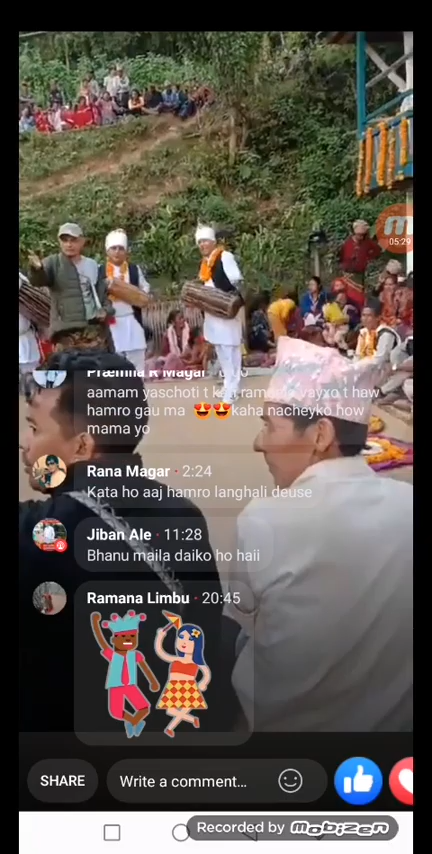 05:29
Præmila R Magar
aamam yaschoti t
vayxo t haw
hamro gau ma 😍😍kaha nacheyko how
mama yo
Rana Magar · 2:24
Kata ho aaj hamro langhali deuse
Jiban Ale · 11:28
Bhanu maila daiko ho haii
Ramana Limbu · 20:45
SHARE
Write a comment...
Recorded by Mobizen